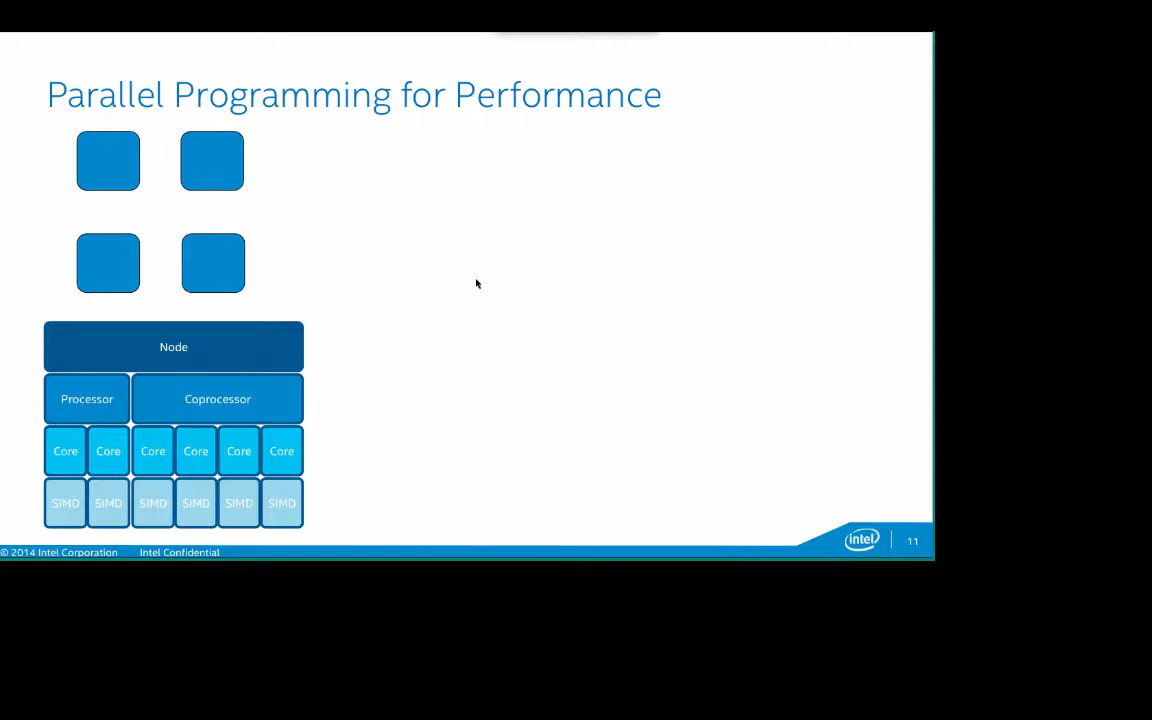 Parallel Programming for Performance
Node
Processor Coprocessor
Core Core Core Core Core Core
SIMD SIMD SIMD SIMD SIMD SIMD
© 2014 Intel Corporation Intel Confidential
intel 11